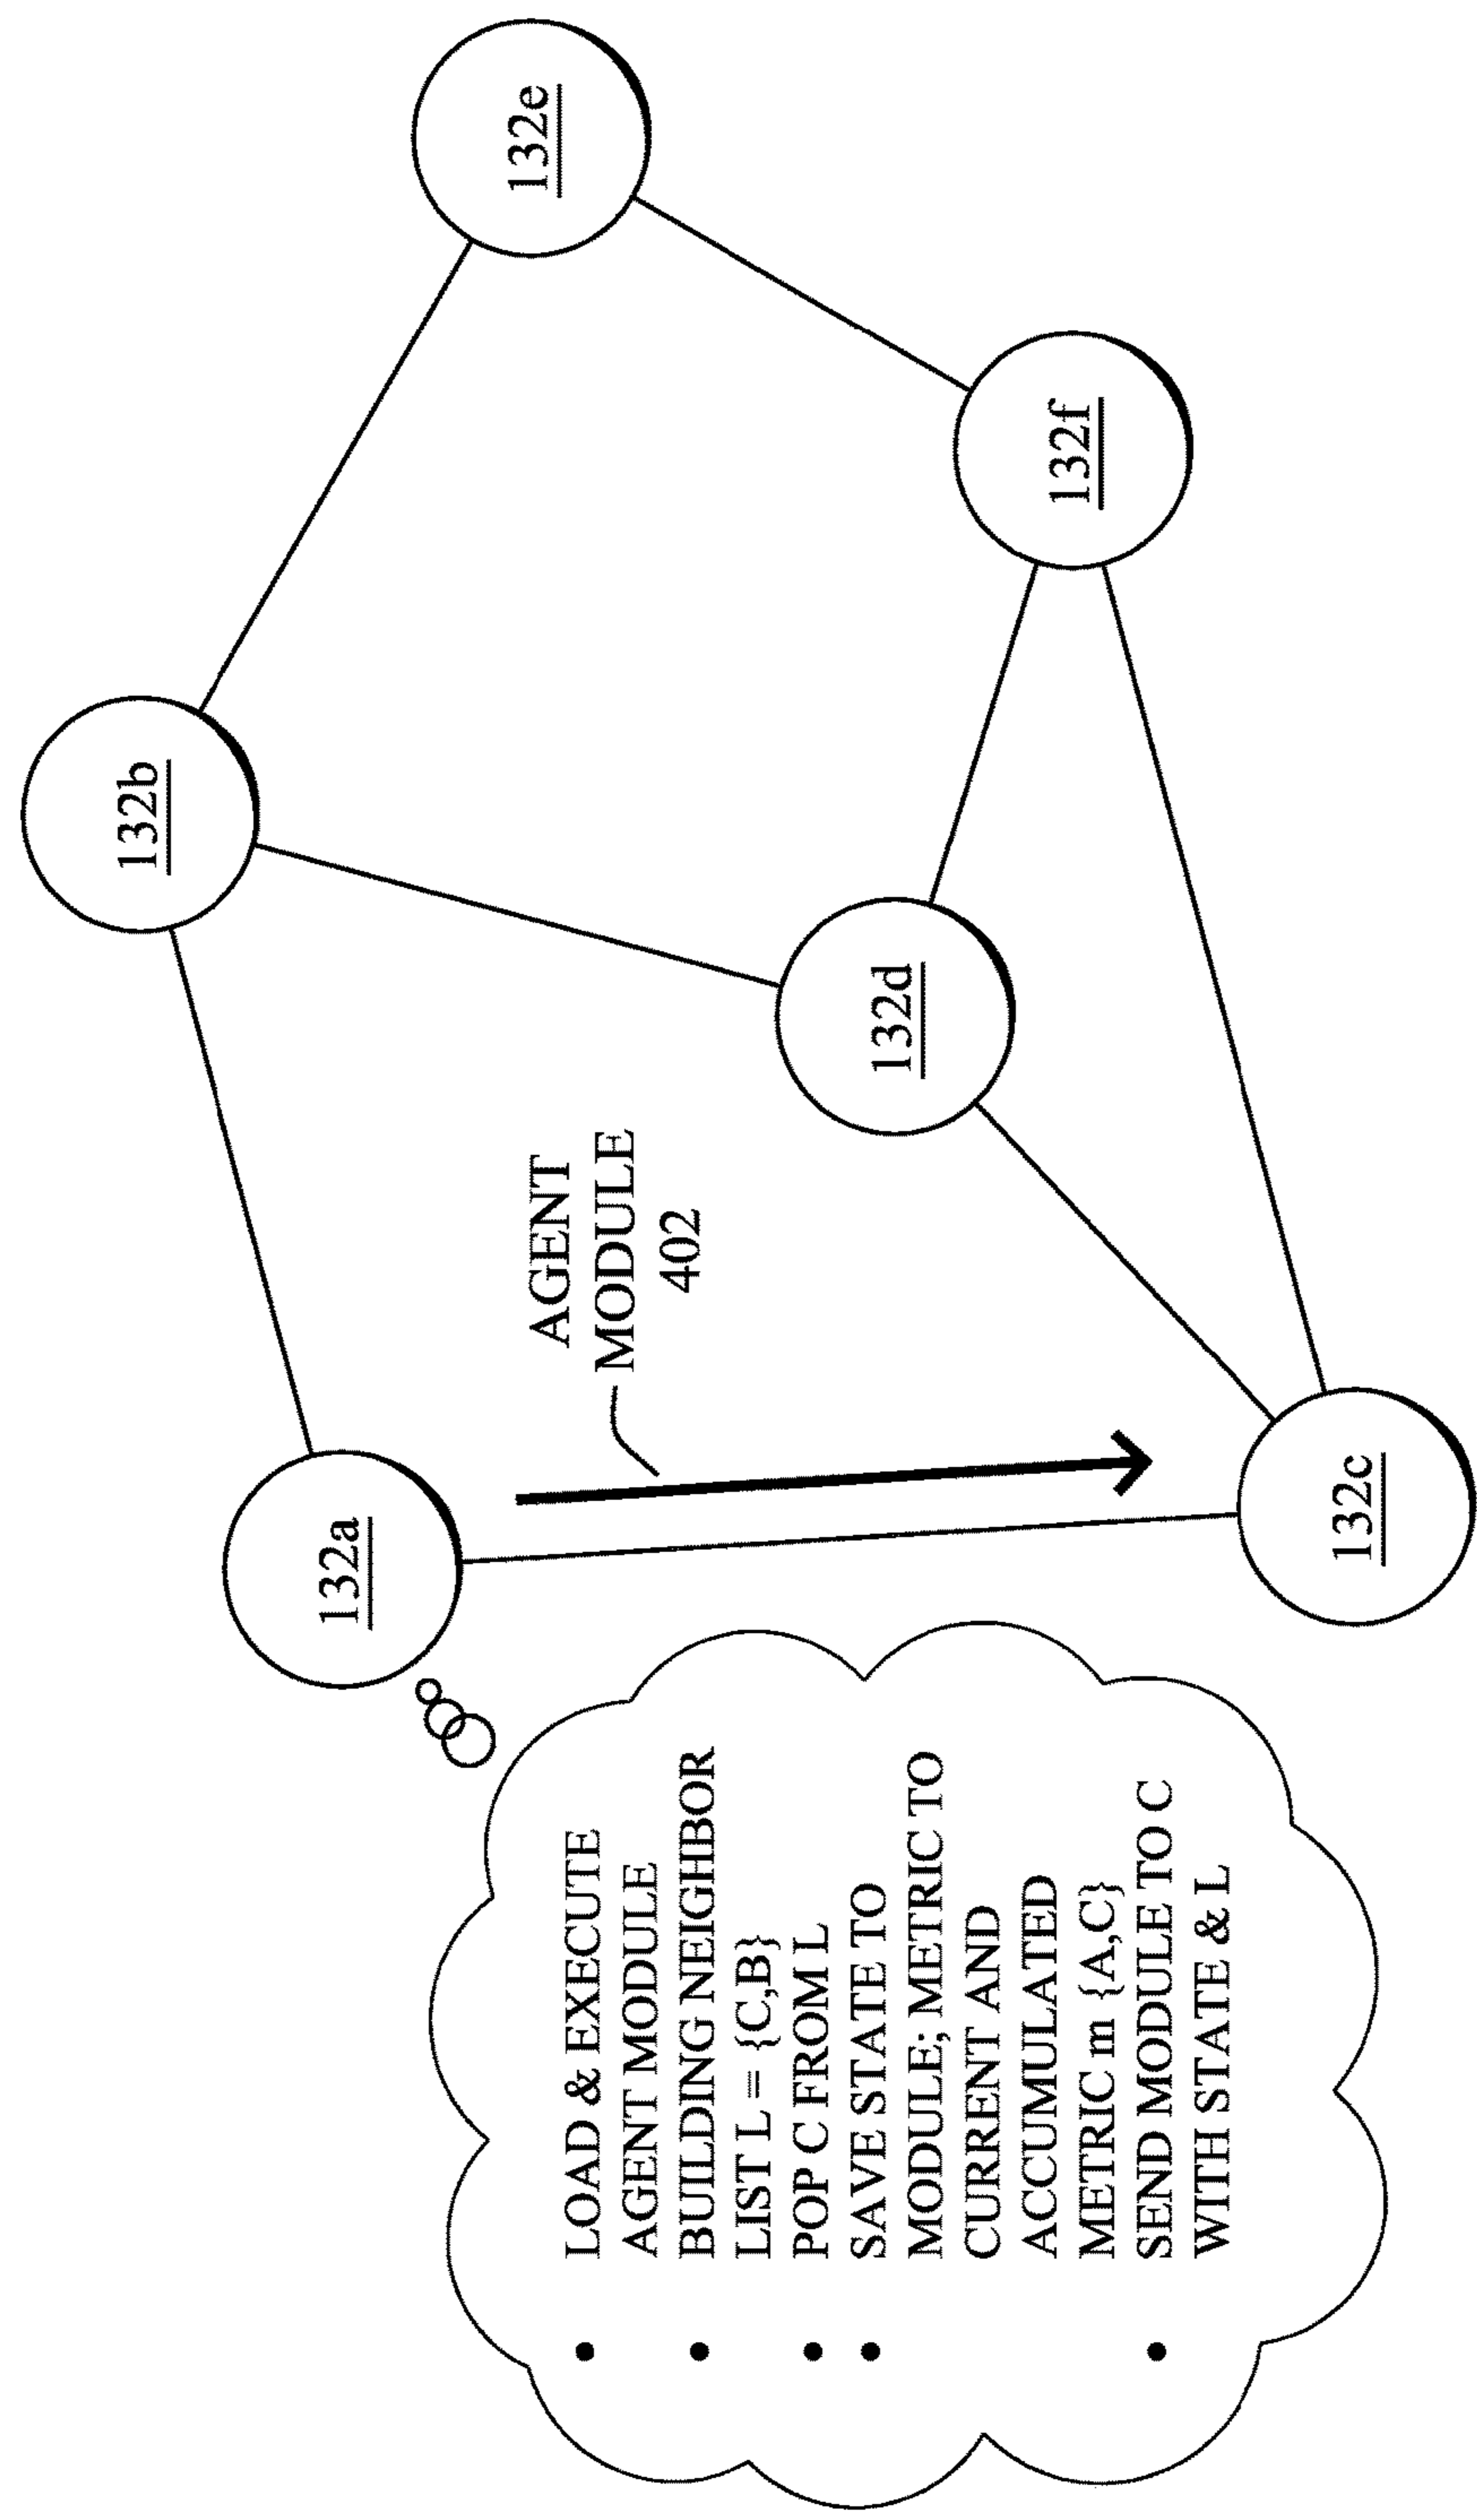 132e
132b
132f
132d
AGENT
MODULE
402
132a
132c
• LOAD & EXECUTE
AGENT MODULE
• BUILDING NEIGHBOR
LIST L = {C,B}
• POP C FROM L
• SAVE STATE TO
MODULE; METRIC TO
CURRENT AND
ACCUMULATED
METRIC m {A,C}
• SEND MODULE TO C
WITH STATE & L